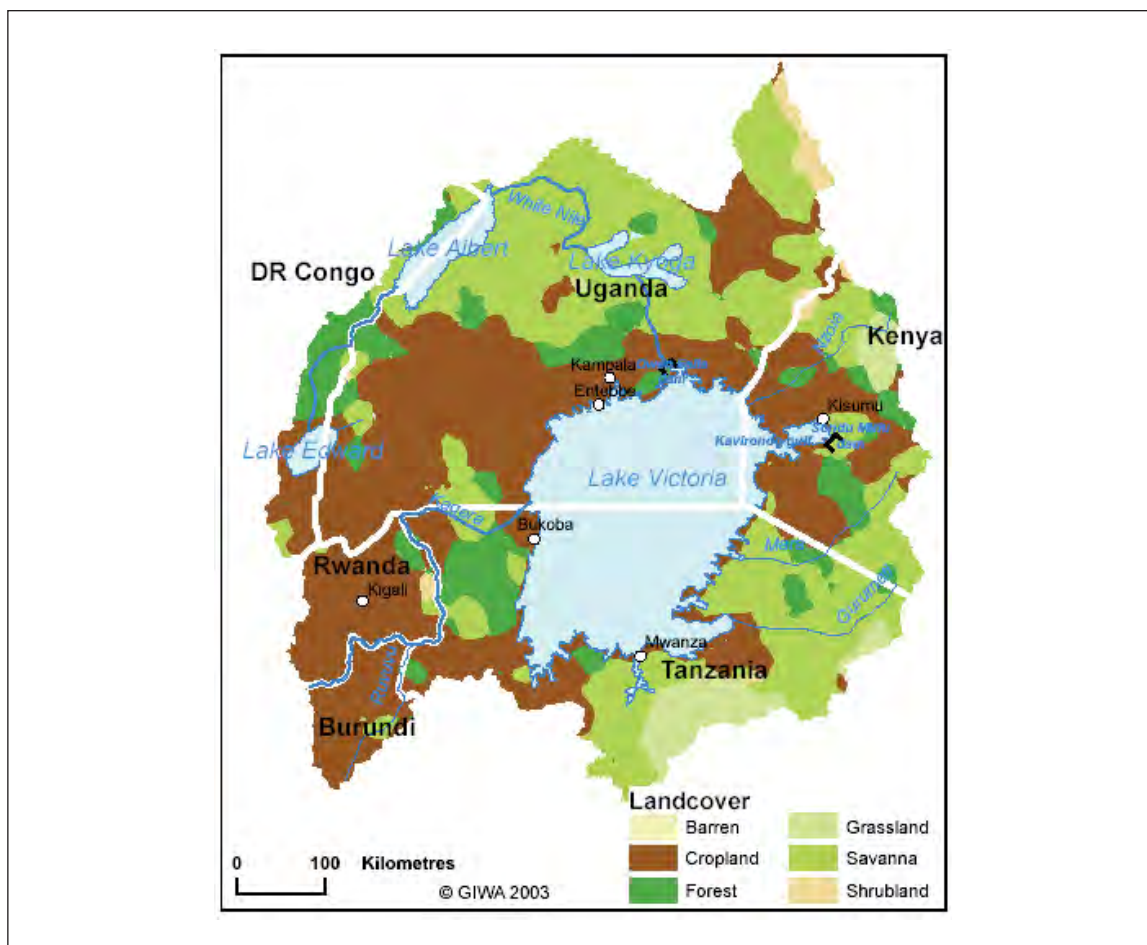 White Nile
Lake Albert
DR Congo
Lake Kyoga
Uganda
Nzoia
Kenya
Kampala
Entebbe
Kisumu
Lake Edward
Lake Victoria
Kagera
Bukoba
Mara
Rwanda
Kigali
Mwanza
Tanzania
Burundi
Landcover
Barren
Grassland
Cropland
Savanna
Forest
Shrubland
0 100 Kilometres
© GIWA 2003